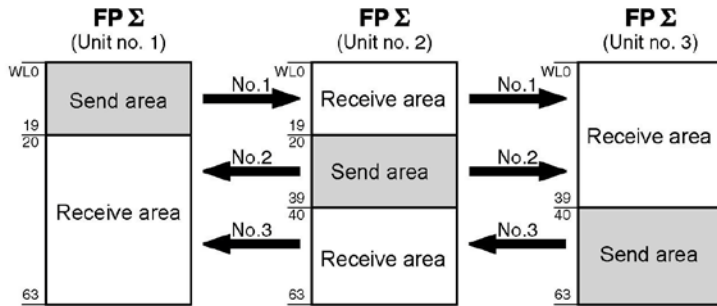 FP Σ FP Σ FP Σ
(Unit no. 1) (Unit no. 2) (Unit no. 3)
WL0 WL0 WL0
Send area No.1 Receive area No.1
19 19
20 20
No.2 No.2 Receive area
Send area
Receive area 39 39
40 40
No.3 No.3
Receive area Send area
63 63 63